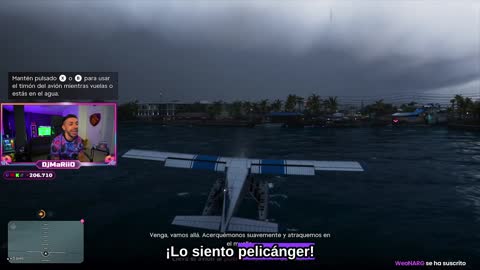 Mantén pulsado X o B para usar
el timón del avión mientras vuelas o
estás en el agua.
DjMaRiiO
206.710
Venga, vamos allá. Acerquémonos suavemente y atraquemos en
el
¡Lo siento pelicánger!
WeoNARG se ha suscrito